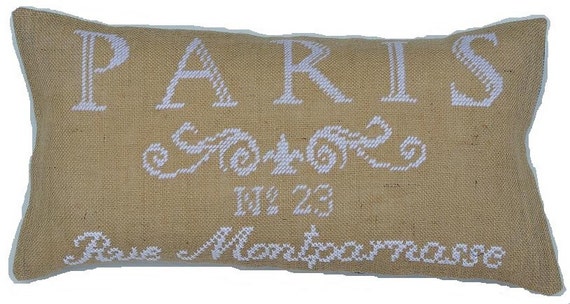 PARIS
Nº 23
Rue Montparnasse